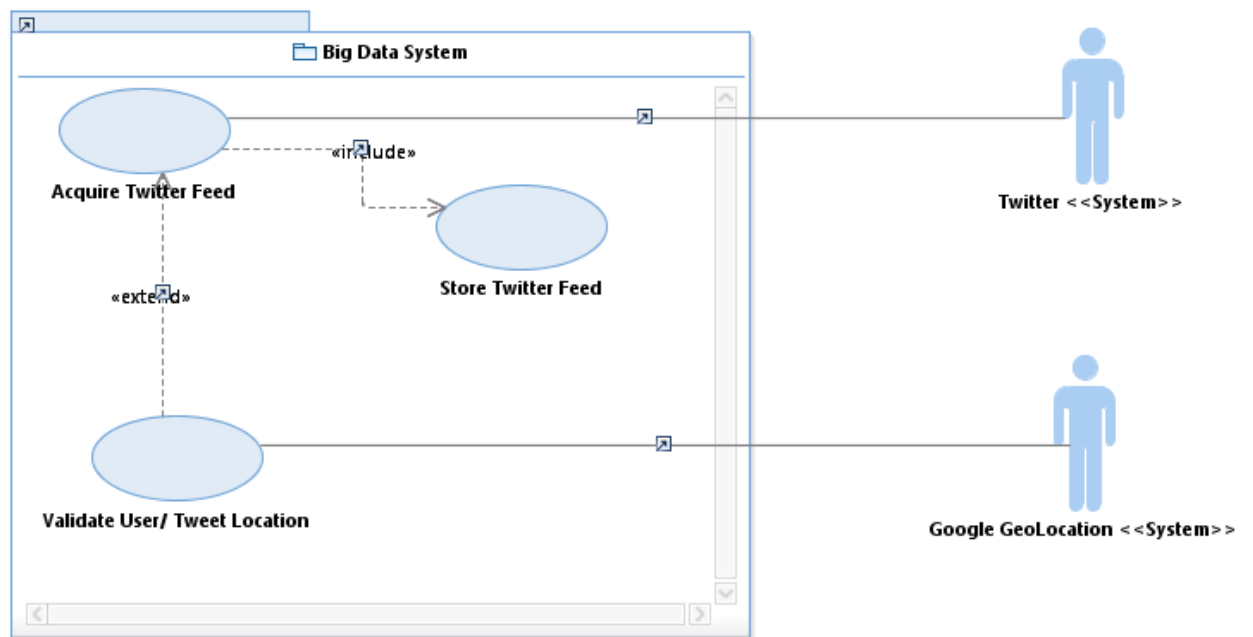 Big Data System
«include»
Acquire Twitter Feed
Twitter <<System>>
Store Twitter Feed
«extend»
Validate User/ Tweet Location
Google GeoLocation <<System>>